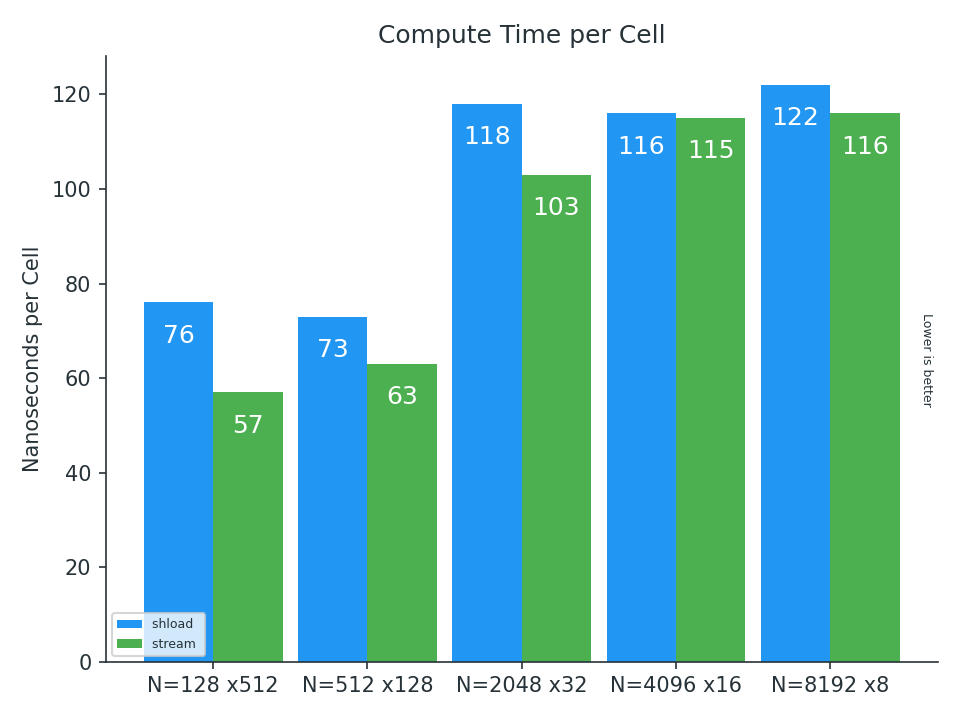 Compute Time per Cell
Nanoseconds per Cell
120
100
80
60
40
20
0
76
57
73
63
118
103
116
115
122
116
Lower is better
shload
stream
N=128 x512
N=512 x128
N=2048 x32
N=4096 x16
N=8192 x8